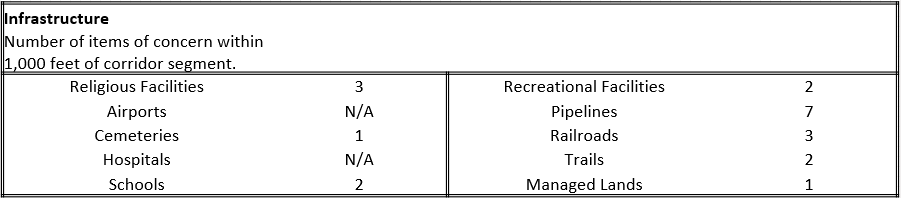 Infrastructure
Number of items of concern within
1,000 feet of corridor segment.
Religious Facilities 3 Recreational Facilities 2
Airports N/A Pipelines 7
Cemeteries 1 Railroads 3
Hospitals N/A Trails 2
Schools 2 Managed Lands 1